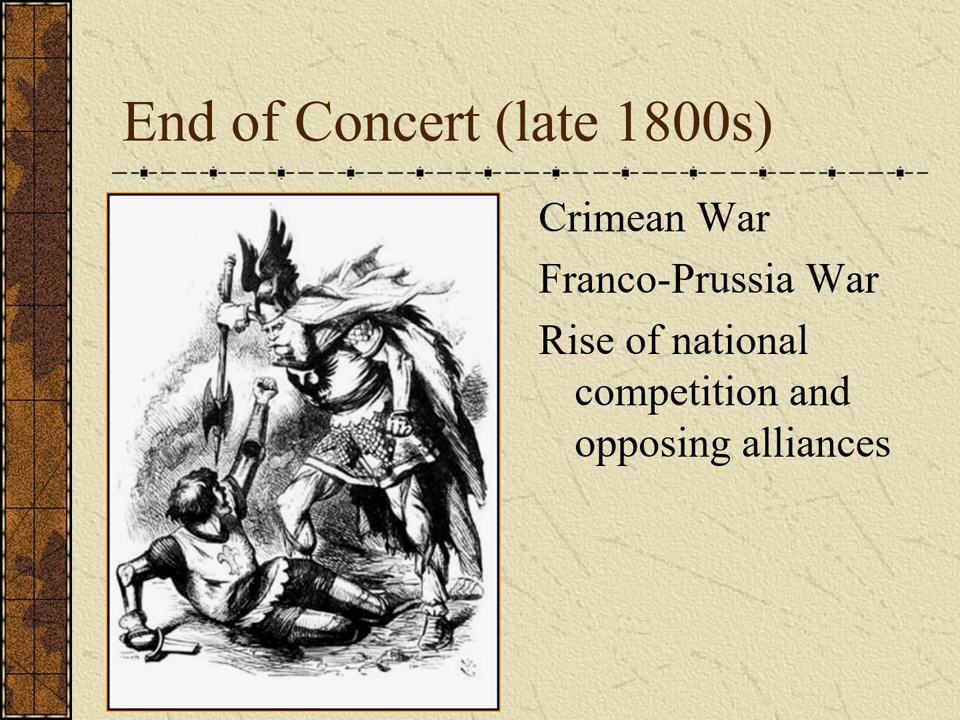 End of Concert (late 1800s)
Crimean War
Franco-Prussia War
Rise of national
competition and
opposing alliances